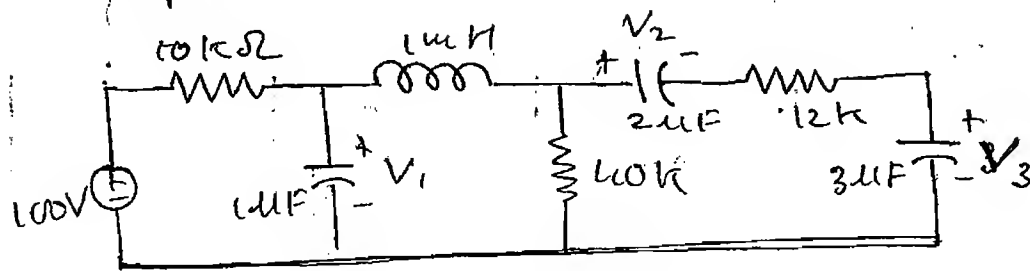 10kΩ 1mH + V2 -
2μF 12k
100V 1μF + V1 - 40k 3μF + V3 -